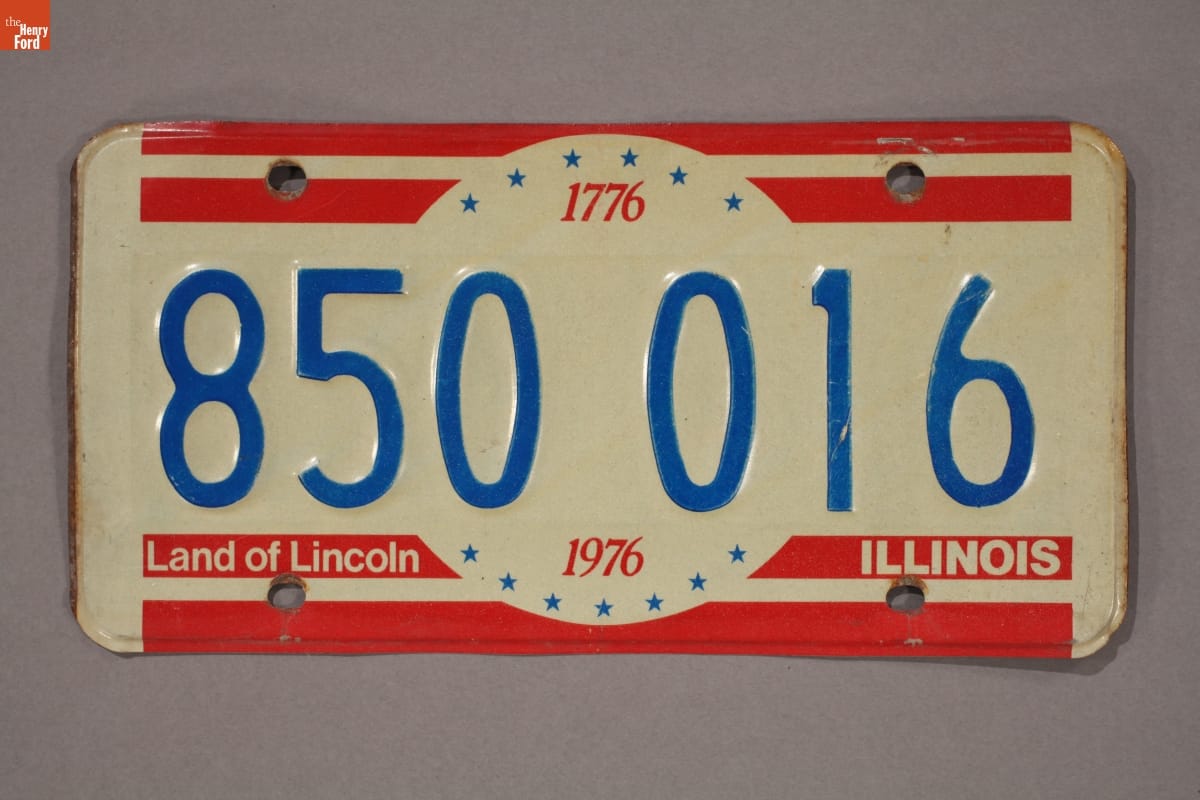 the
Henry
Ford
1776
850 016
Land of Lincoln
1976
ILLINOIS